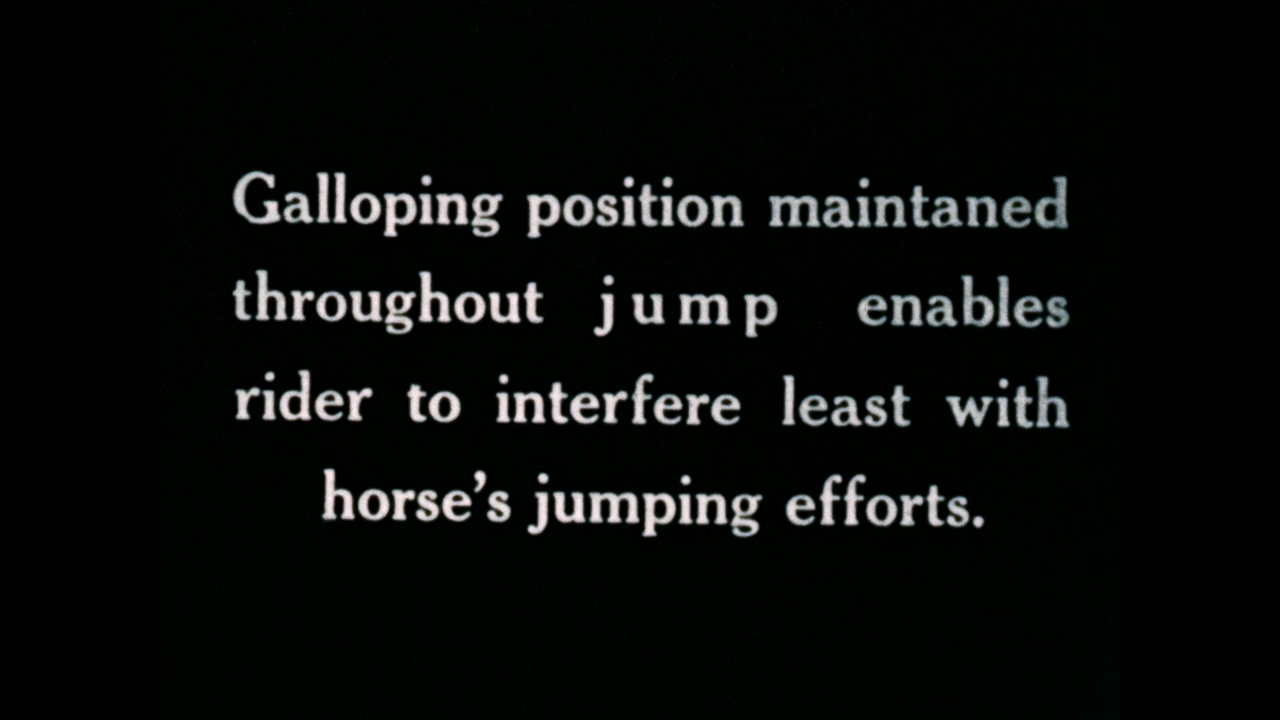 Galloping position maintaned
throughout jump enables
rider to interfere least with
horse's jumping efforts.